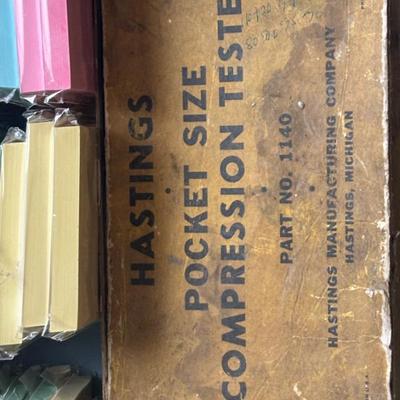 HASTINGS
POCKET SIZE
COMPRESSION TESTE
PART NO. 1140
HASTINGS MANUFACTURING COMPANY
HASTINGS, MICHIGAN